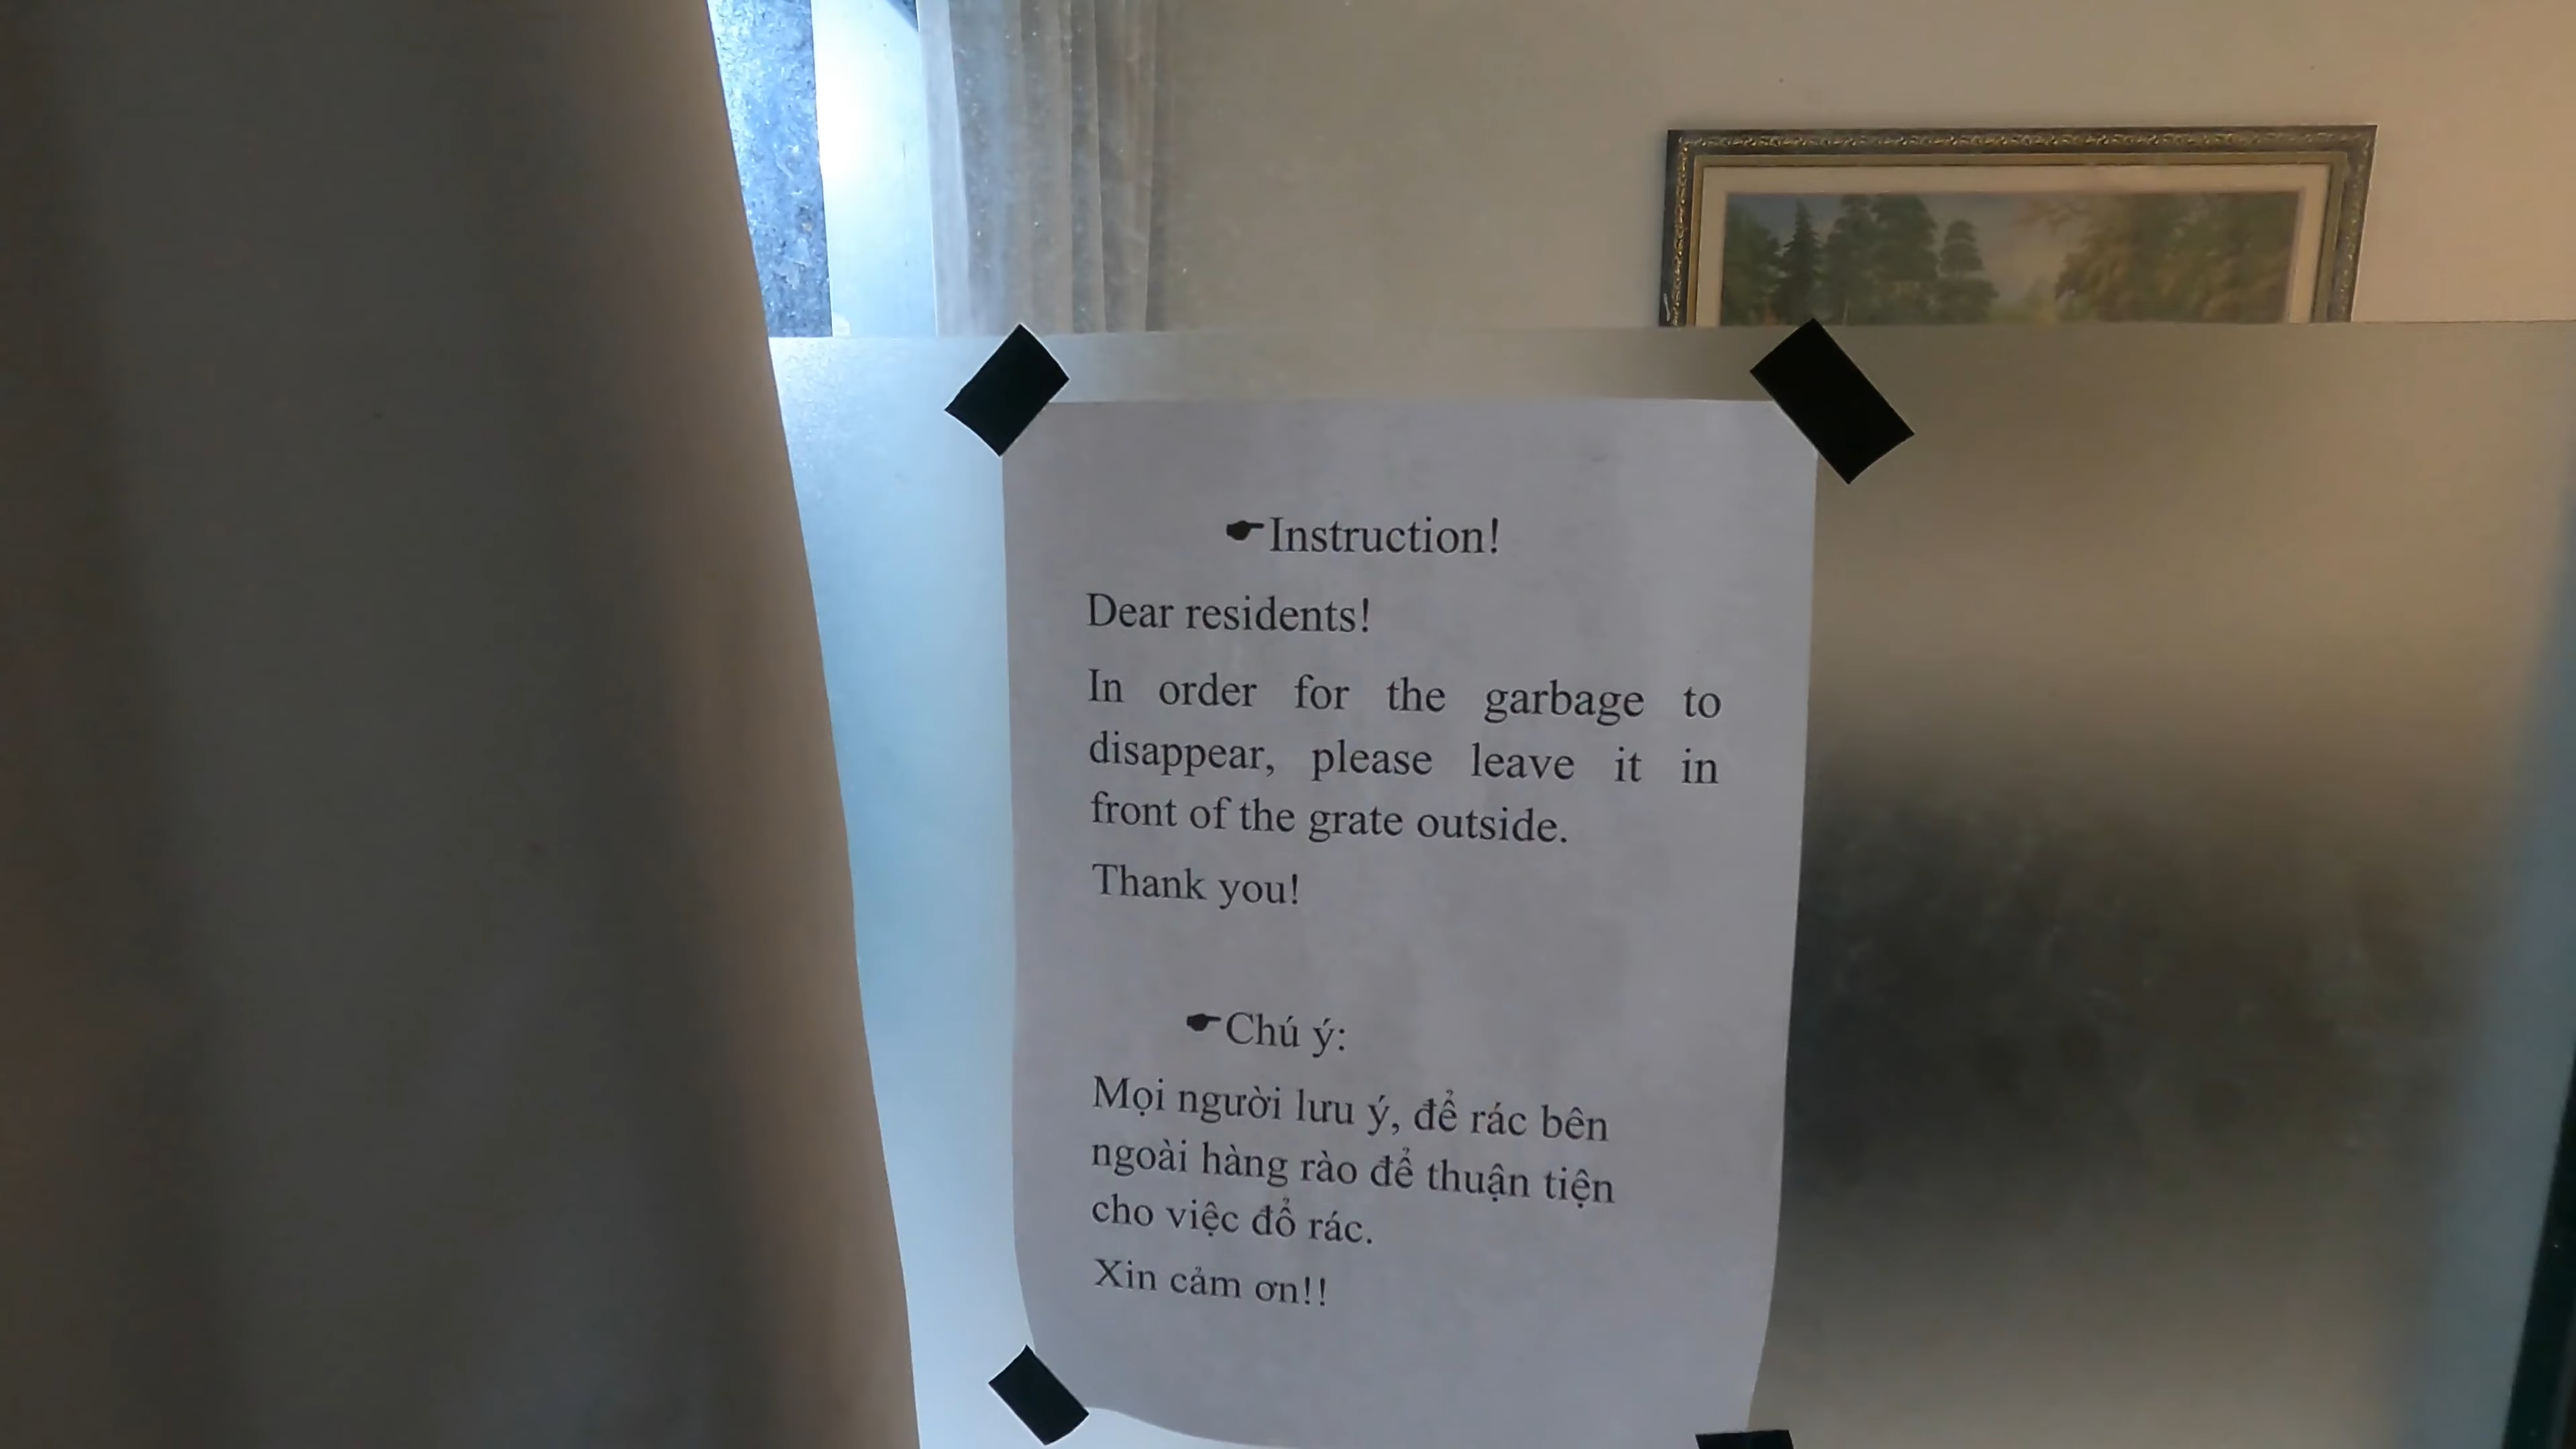 ☛Instruction!
Dear residents!
In order for the garbage to
disappear, please leave it in
front of the grate outside.
Thank you!
☛Chú ý:
Mọi người lưu ý, để rác bên
ngoài hàng rào để thuận tiện
cho việc đổ rác.
Xin cảm ơn!!